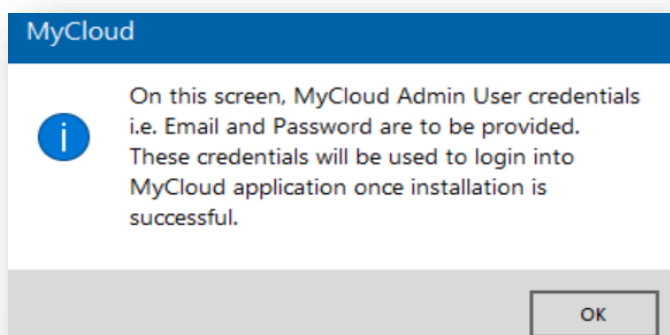 MyCloud
On this screen, MyCloud Admin User credentials
i.e. Email and Password are to be provided.
These credentials will be used to login into
MyCloud application once installation is
successful.
OK